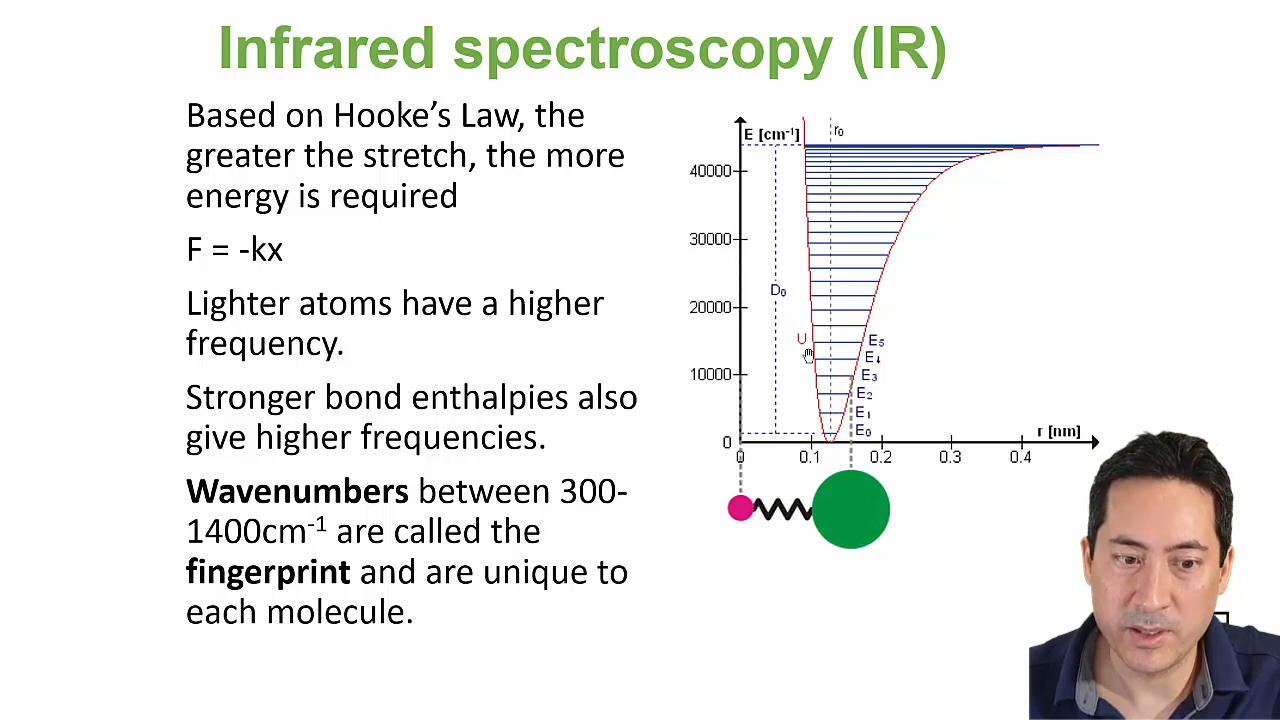 Infrared spectroscopy (IR)
Based on Hooke’s Law, the
greater the stretch, the more
energy is required
F = -kx
Lighter atoms have a higher
frequency.
Stronger bond enthalpies also
give higher frequencies.
Wavenumbers between 300-
1400cm⁻¹ are called the
fingerprint and are unique to
each molecule.
E [cm⁻¹]
r₀
40000
30000
D₀
20000
U
E₅
E₄
10000
E₃
E₂
E₁
E₀
0
r [nm]
0 0.1 0.2 0.3 0.4